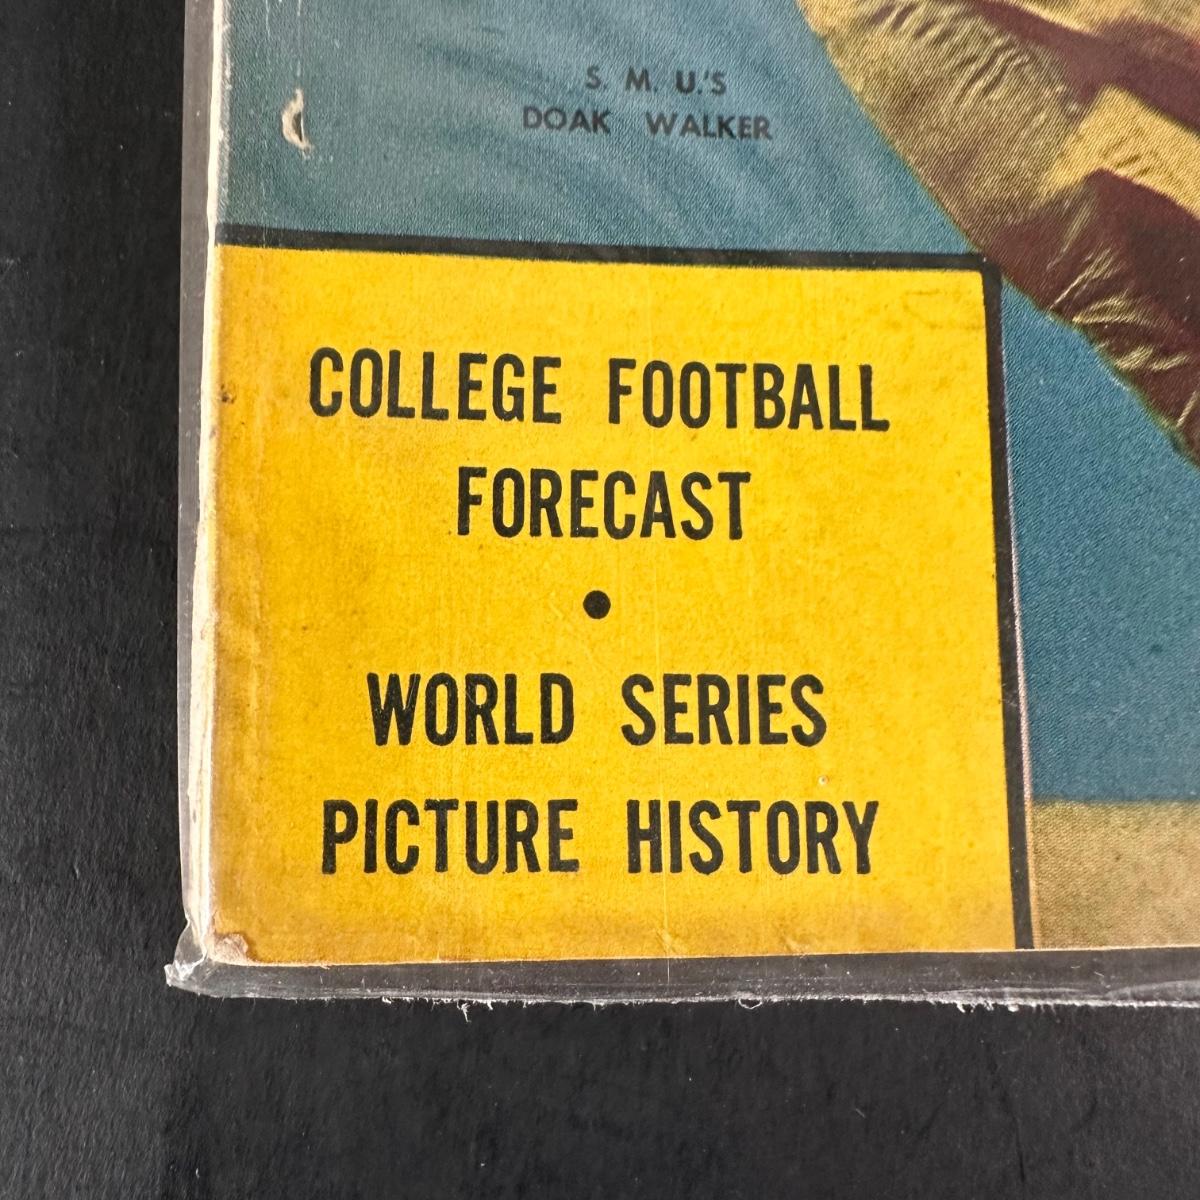 S. M. U.'S
DOAK WALKER
COLLEGE FOOTBALL
FORECAST
•
WORLD SERIES
PICTURE HISTORY